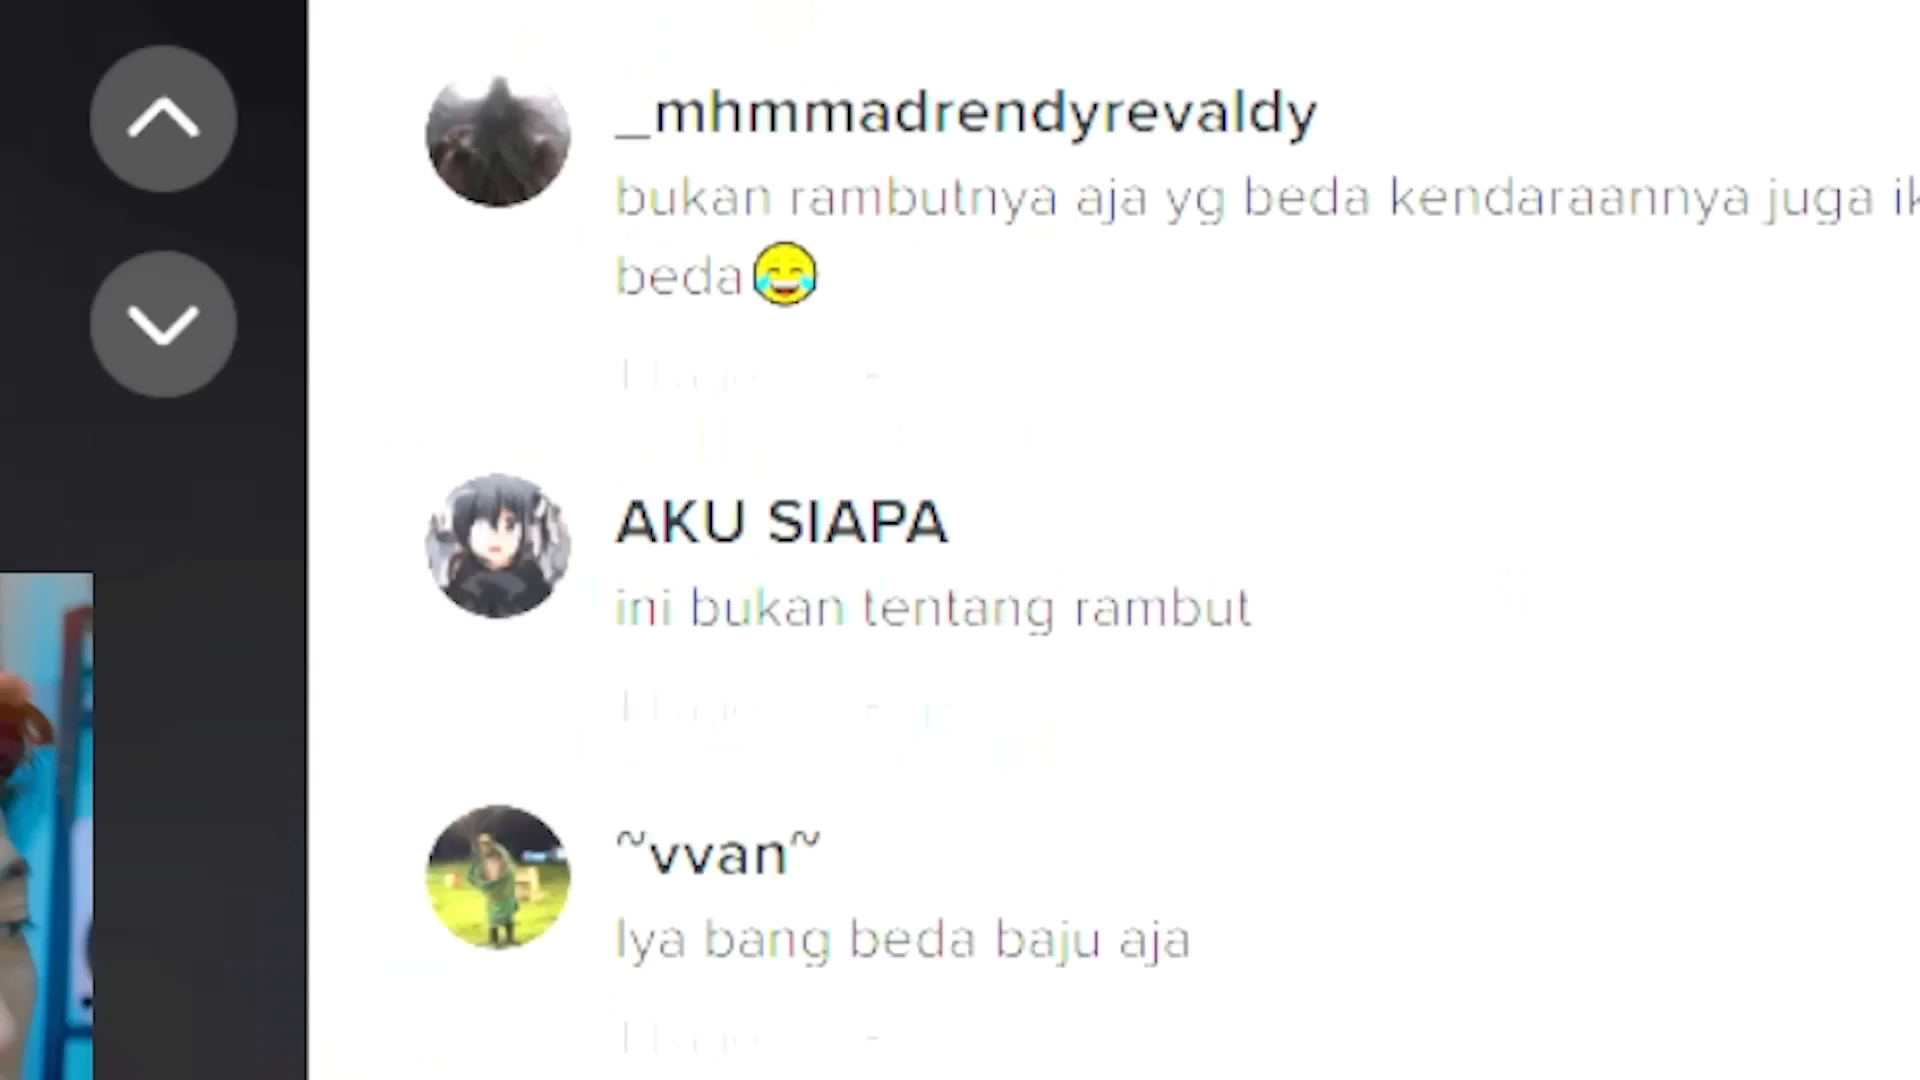 _mhmmadrendyrevaldy
bukan rambutnya aja yg beda kendaraannya juga
beda😂
AKU SIAPA
ini bukan tentang rambut
~vvan~
Iya bang beda baju aja